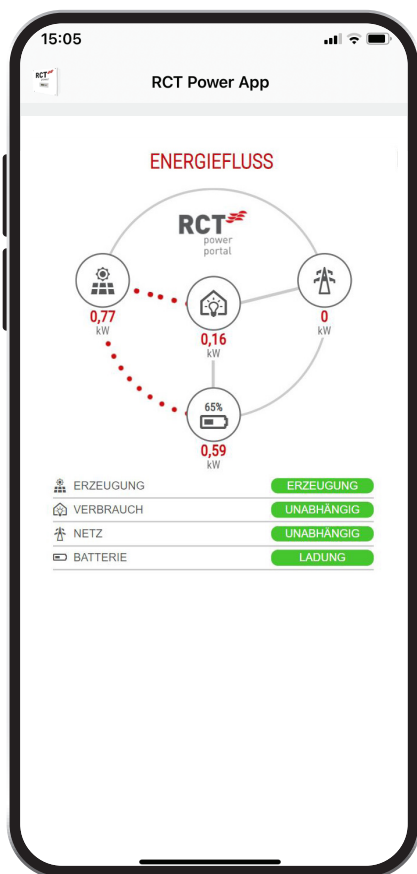 15:05
RCT
RCT Power App
ENERGIEFLUSS
RCT
power
portal
0,77
kW
0,16
kW
0
kW
65%
0,59
kW
ERZEUGUNG ERZEUGUNG
VERBRAUCH UNABHÄNGIG
NETZ UNABHÄNGIG
BATTERIE LADUNG